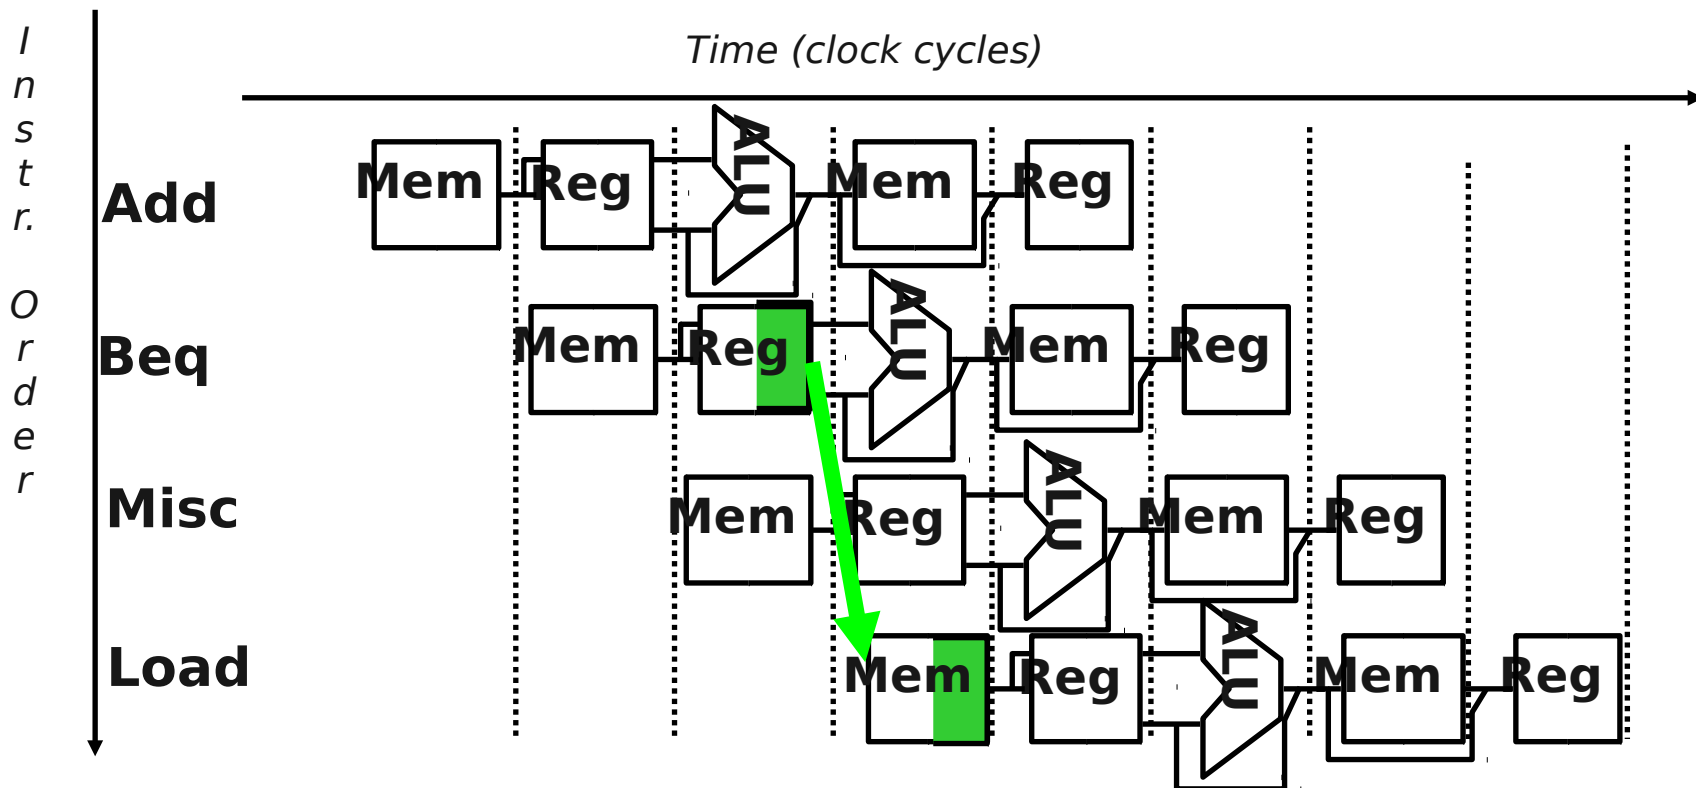 Time (clock cycles)
I
n
s
t
r.
O
r
d
e
r
Add
Mem Reg ALU Mem Reg
Beq
Mem Reg ALU Mem Reg
Misc
Mem Reg ALU Mem Reg
Load
Mem Reg ALU Mem Reg